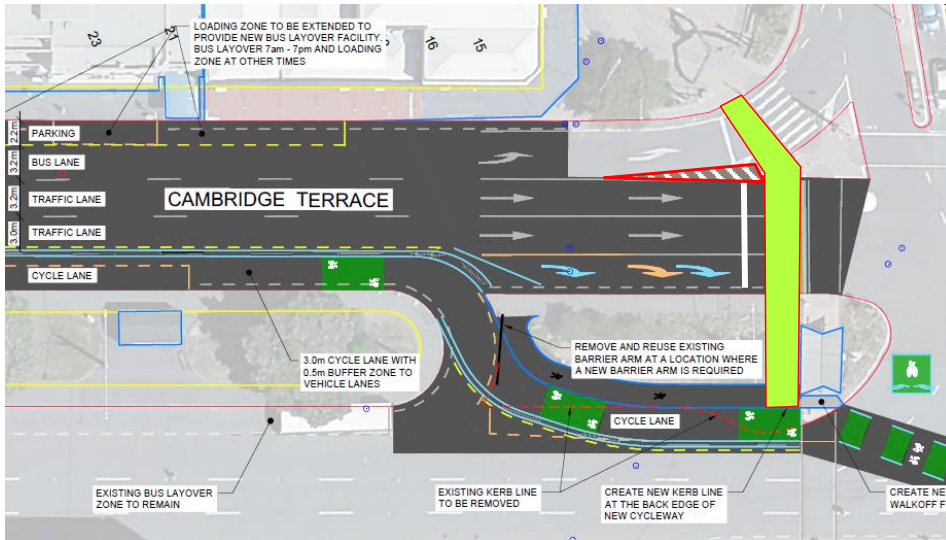 LOADING ZONE TO BE EXTENDED TO
PROVIDE NEW BUS LAYOVER FACILITY.
BUS LAYOVER 7am - 7pm AND LOADING
ZONE AT OTHER TIMES
23
21
16
15
2.2m
PARKING
3.2m
BUS LANE
3.2m
TRAFFIC LANE
CAMBRIDGE TERRACE
3.0m
TRAFFIC LANE
CYCLE LANE
3.0m CYCLE LANE WITH
0.5m BUFFER ZONE TO
VEHICLE LANES
REMOVE AND REUSE EXISTING
BARRIER ARM AT A LOCATION WHERE
A NEW BARRIER ARM IS REQUIRED
CYCLE LANE
EXISTING BUS LAYOVER
ZONE TO REMAIN
EXISTING KERB LINE
TO BE REMOVED
CREATE NEW KERB LINE
AT THE BACK EDGE OF
NEW CYCLEWAY
CREATE NE
WALKOFF F